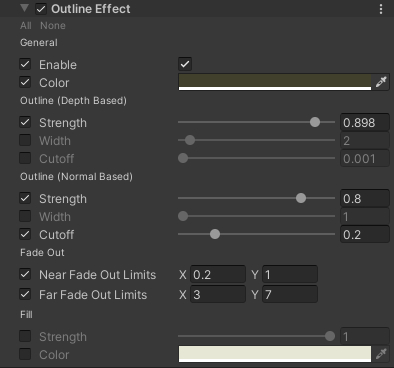 Outline Effect
All None
General
Enable
Color
Outline (Depth Based)
Strength 0.898
Width 2
Cutoff 0.001
Outline (Normal Based)
Strength 0.8
Width 1
Cutoff 0.2
Fade Out
Near Fade Out Limits X 0.2 Y 1
Far Fade Out Limits X 3 Y 7
Fill
Strength 1
Color